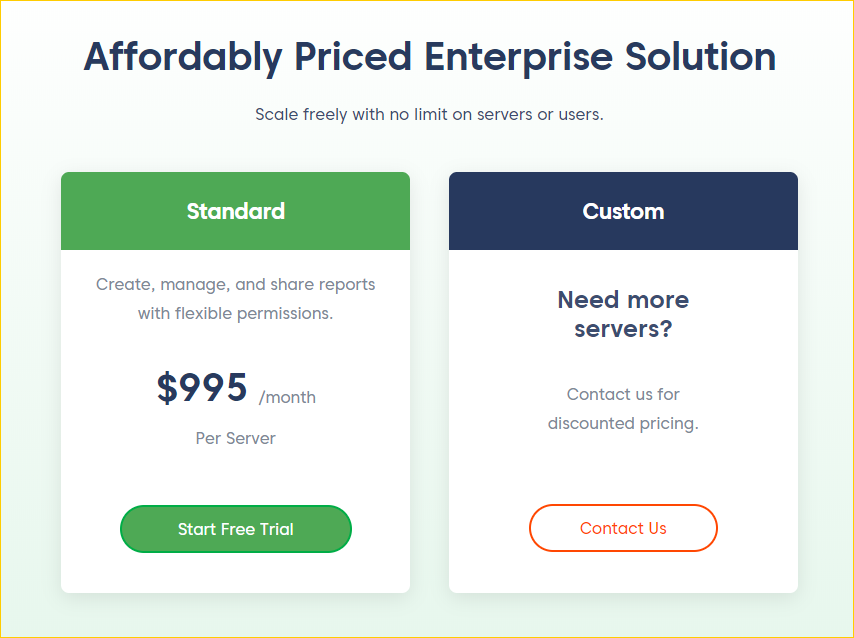 Affordably Priced Enterprise Solution
Scale freely with no limit on servers or users.
Standard
Create, manage, and share reports
with flexible permissions.
$995 /month
Per Server
Start Free Trial
Custom
Need more
servers?
Contact us for
discounted pricing.
Contact Us